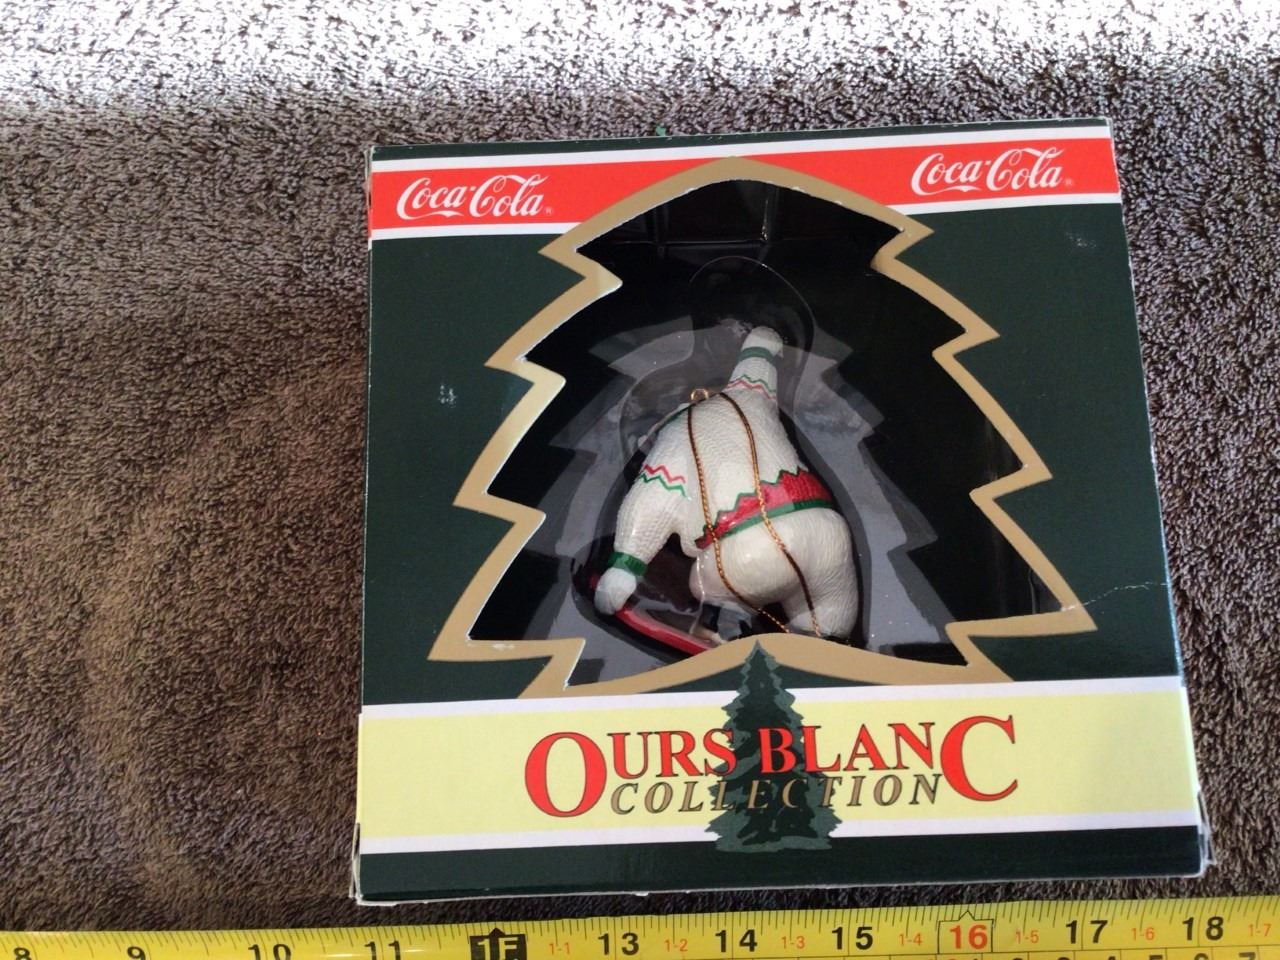 Coca-Cola® Coca-Cola®
OURS BLANC
COLLECTION
8 9 10 11 1F 1-1 13 1-2 14 1-3 15 1-4 16 1-5 17 1-6 18 1-7